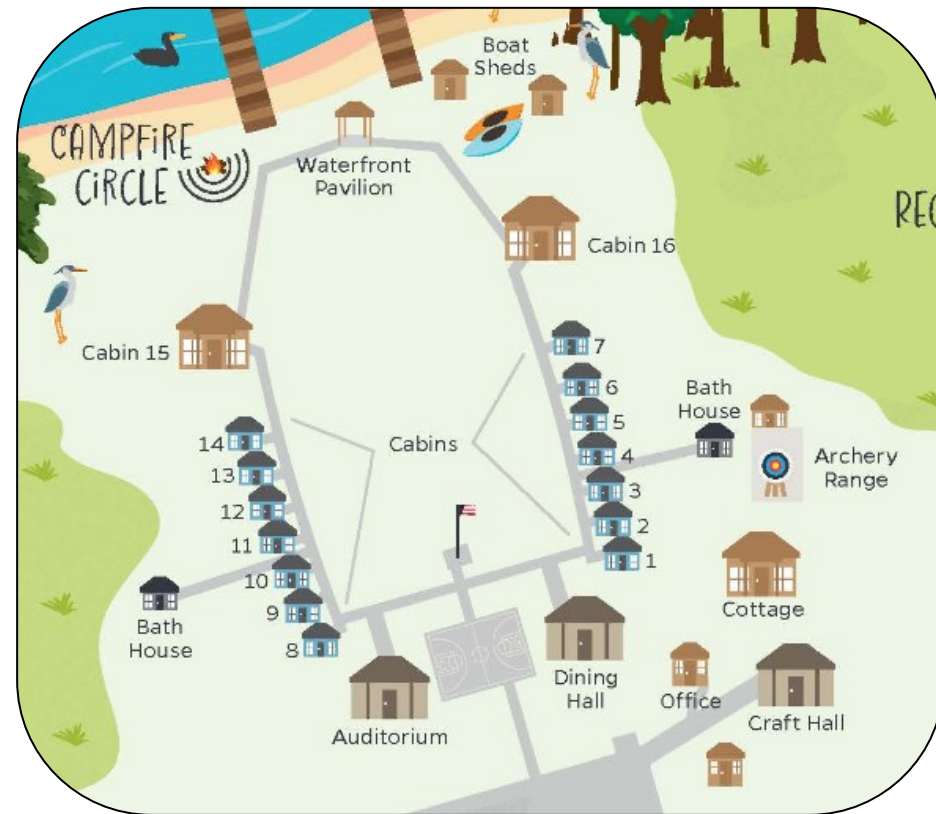 Boat
Sheds
CAMPFIRE
CIRCLE
Waterfront
Pavilion
REC
Cabin 16
Cabin 15
7
6
5
4
3
2
1
Bath
House
Archery
Range
Cabins
14
13
12
11
10
9
8
Bath
House
Cottage
Dining
Hall
Office
Craft Hall
Auditorium